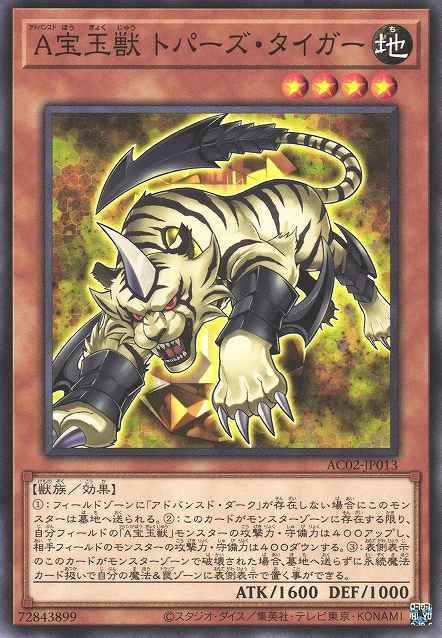 A宝玉獣 トパーズ・タイガー
地
AC02-JP013
【獣族/効果】
①:フィールドゾーンに「アドバンスド・ダーク」が存在しない場合にこのモン
スターは墓地へ送られる。②:このカードがモンスターゾーンに存在する限り、
自分フィールドの「A宝玉獣」モンスターの攻撃力・守備力は400アップし、
相手フィールドのモンスターの攻撃力・守備力は400ダウンする。③:表側表示
のこのカードがモンスターゾーンで破壊された場合、墓地へ送らずに永続魔法
カード扱いで自分の魔法&罠ゾーンに表側表示で置く事ができる。
ATK/1600 DEF/1000
72843899
©スタジオ・ダイス/集英社・テレビ東京・KONAMI